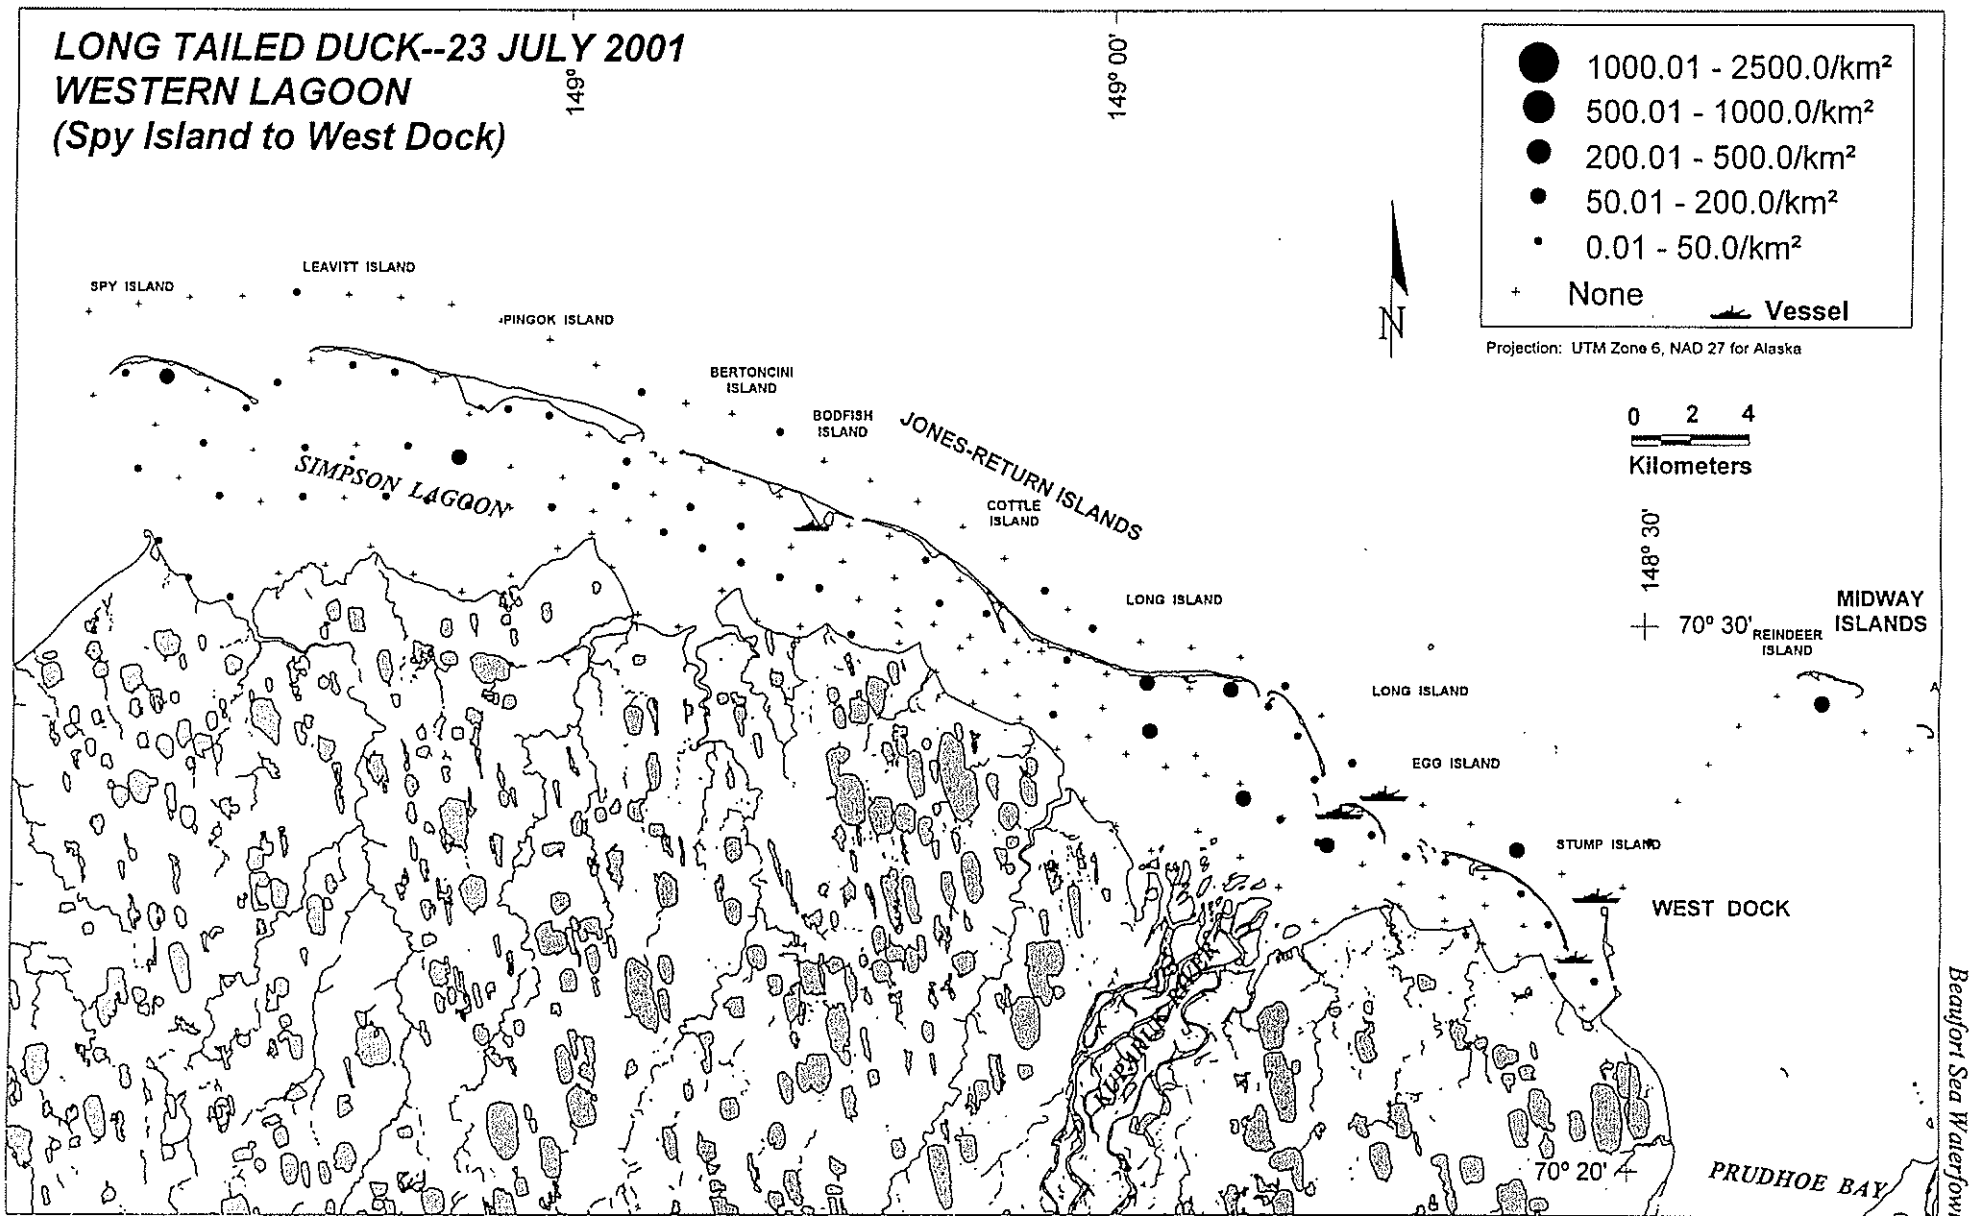 LONG TAILED DUCK--23 JULY 2001
WESTERN LAGOON
(Spy Island to West Dock)
149°
149° 00'
1000.01 - 2500.0/km²
500.01 - 1000.0/km²
200.01 - 500.0/km²
50.01 - 200.0/km²
0.01 - 50.0/km²
None
Vessel
Projection: UTM Zone 6, NAD 27 for Alaska
N
0 2 4
Kilometers
SPY ISLAND
LEAVITT ISLAND
PINGOK ISLAND
BERTONCINI
ISLAND
BODFISH
ISLAND
JONES-RETURN ISLANDS
COTTLE
ISLAND
SIMPSON LAGOON
148° 30'
70° 30'
MIDWAY
ISLANDS
REINDEER
ISLAND
LONG ISLAND
LONG ISLAND
EGG ISLAND
STUMP ISLAND
WEST DOCK
KUPARUK RIVER
70° 20'
PRUDHOE BAY
Beaufort Sea Waterfow